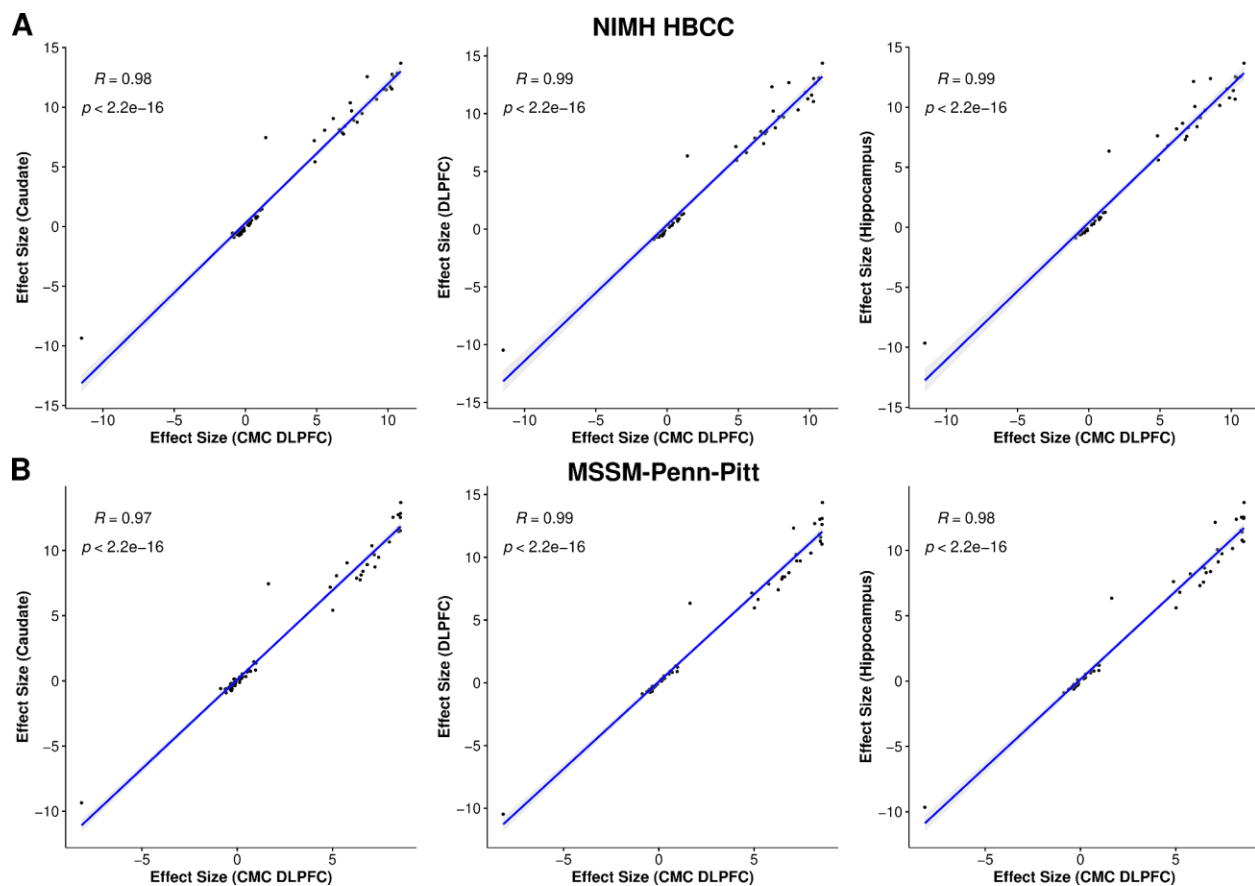 A
NIMH HBCC
15
10
5
0
−5
−10
−15
Effect Size (Caudate)
R = 0.98
p < 2.2e−16
−10
−5
0
5
10
Effect Size (CMC DLPFC)
15
10
5
0
−5
−10
−15
Effect Size (DLPFC)
R = 0.99
p < 2.2e−16
−10
−5
0
5
10
Effect Size (CMC DLPFC)
15
10
5
0
−5
−10
−15
Effect Size (Hippocampus)
R = 0.99
p < 2.2e−16
−10
−5
0
5
10
Effect Size (CMC DLPFC)
B
MSSM-Penn-Pitt
10
5
0
−5
−10
Effect Size (Caudate)
R = 0.97
p < 2.2e−16
−5
0
5
Effect Size (CMC DLPFC)
15
10
5
0
−5
−10
Effect Size (DLPFC)
R = 0.99
p < 2.2e−16
−5
0
5
Effect Size (CMC DLPFC)
10
5
0
−5
−10
Effect Size (Hippocampus)
R = 0.98
p < 2.2e−16
−5
0
5
Effect Size (CMC DLPFC)